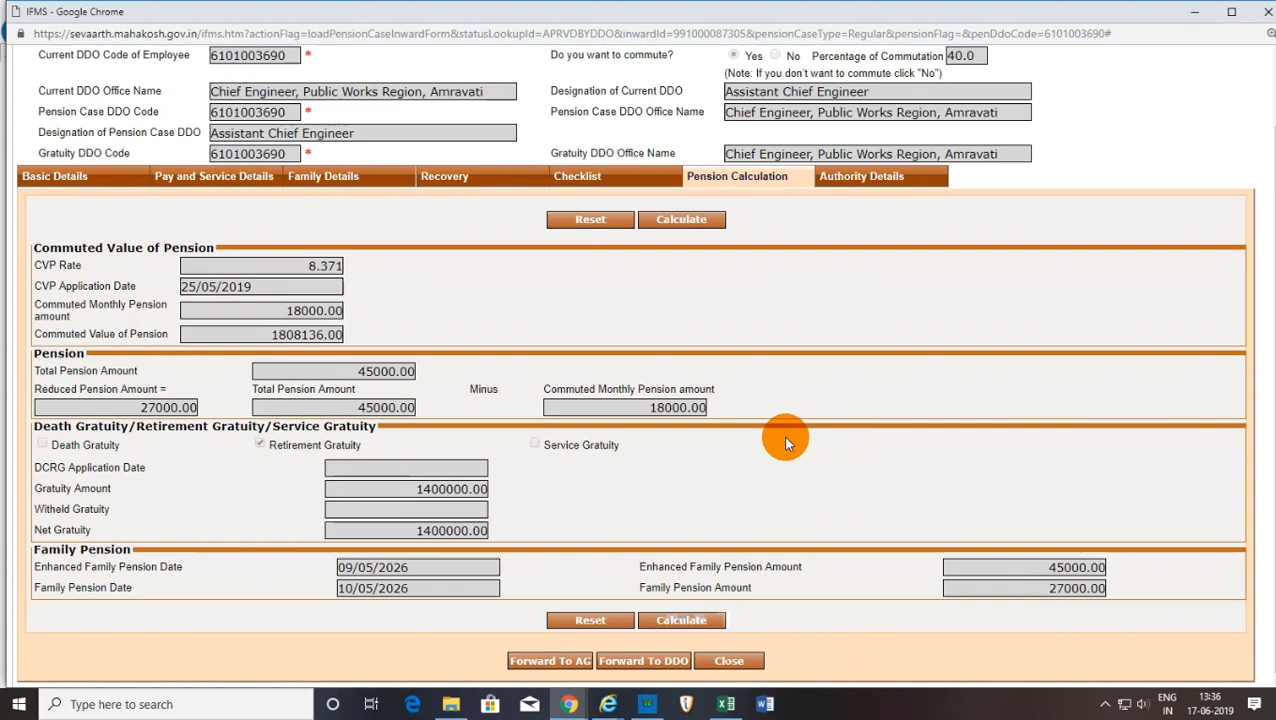 IFMS - Google Chrome
https://sevaarth.mahakosh.gov.in/ifms.htm?actionFlag=loadPensionCaseInwardForm&statusLookupId=APRVDBYDDO&inwardId=991000087305&pensionCaseType=Regular&pensionFlag=&penDdoCode=6101003690#
Current DDO Code of Employee 6101003690 * Do you want to commute? Yes No Percentage of Commutation 40.0
(Note: If you don't want to commute click "No")
Current DDO Office Name Chief Engineer, Public Works Region, Amravati Designation of Current DDO Assistant Chief Engineer
Pension Case DDO Code 6101003690 * Pension Case DDO Office Name Chief Engineer, Public Works Region, Amravati
Designation of Pension Case DDO Assistant Chief Engineer
Gratuity DDO Code 6101003690 * Gratuity DDO Office Name Chief Engineer, Public Works Region, Amravati
Basic Details Pay and Service Details Family Details Recovery Checklist Pension Calculation Authority Details
Reset Calculate
Commuted Value of Pension
CVP Rate 8.371
CVP Application Date 25/05/2019
Commuted Monthly Pension amount 18000.00
Commuted Value of Pension 1808136.00
Pension
Total Pension Amount 45000.00
Reduced Pension Amount = Total Pension Amount Minus Commuted Monthly Pension amount
27000.00 45000.00 18000.00
Death Gratuity/Retirement Gratuity/Service Gratuity
Death Gratuity Retirement Gratuity Service Gratuity
DCRG Application Date
Gratuity Amount 1400000.00
Witheld Gratuity
Net Gratuity 1400000.00
Family Pension
Enhanced Family Pension Date 09/05/2026 Enhanced Family Pension Amount 45000.00
Family Pension Date 10/05/2026 Family Pension Amount 27000.00
Reset Calculate
Forward To AG Forward To DDO Close
Type here to search ENG 13:36
IN 17-06-2019